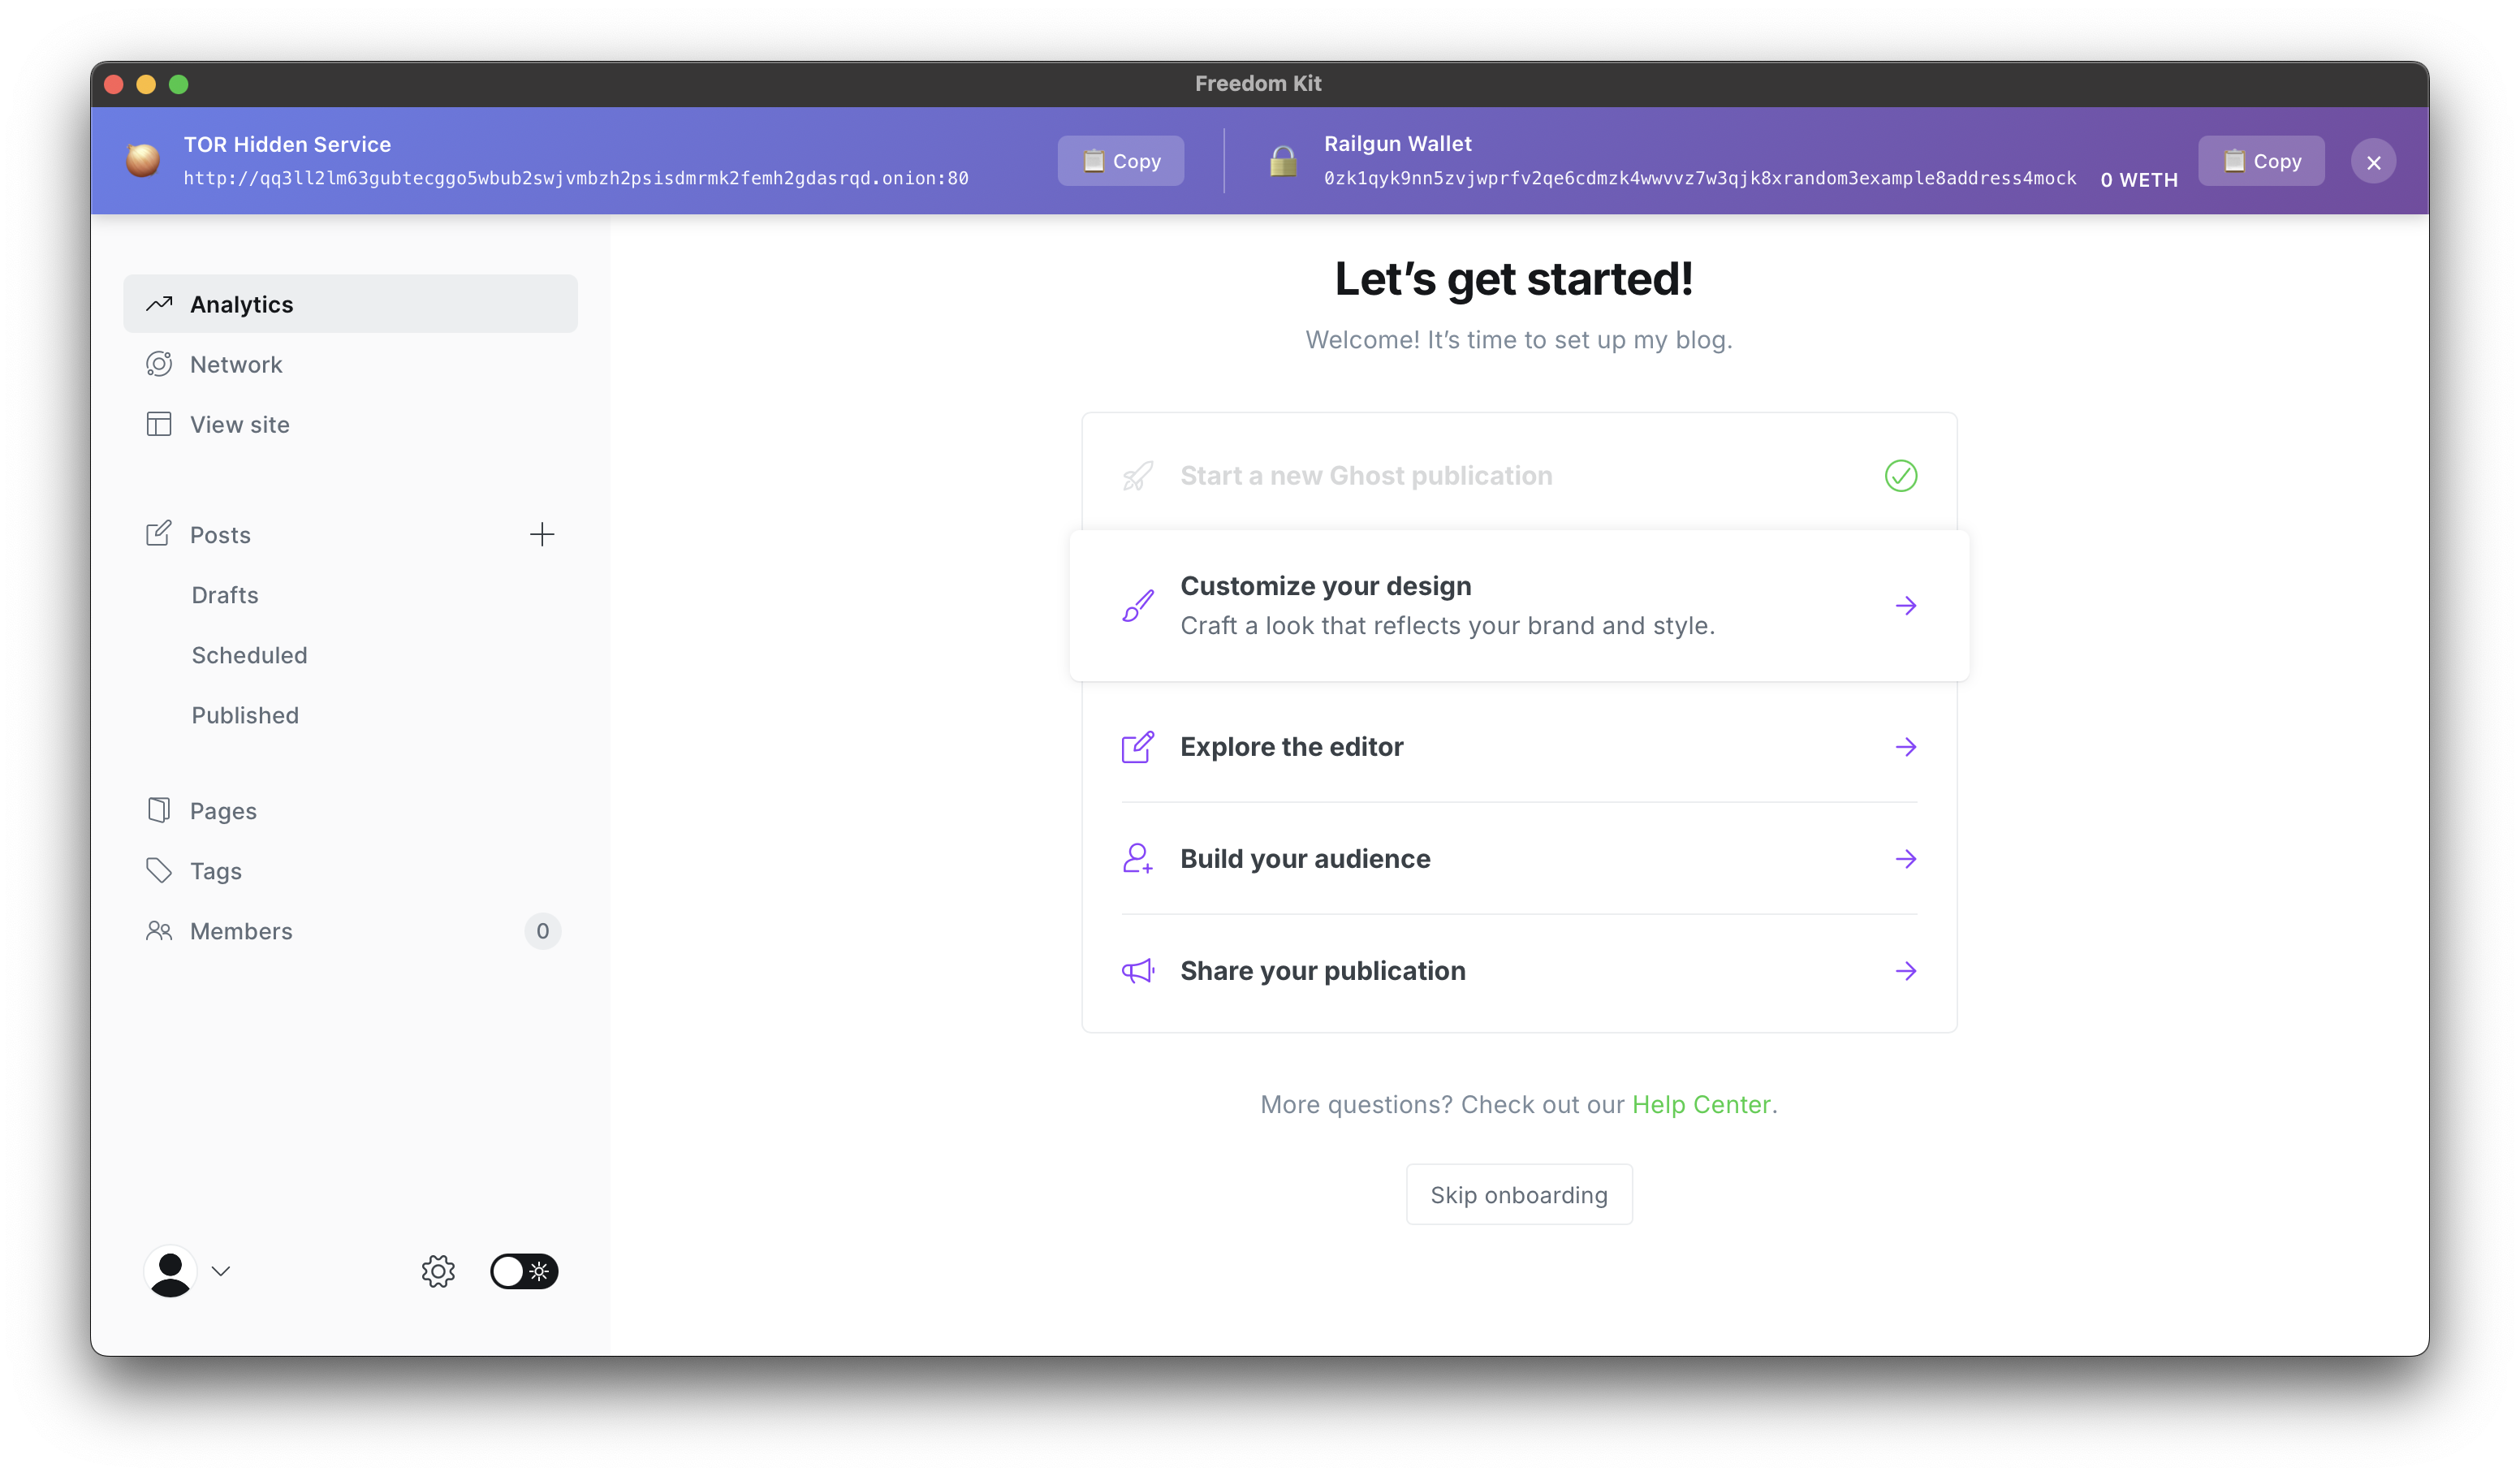 Freedom Kit
TOR Hidden Service
http://qq3ll2lm63gubtecggo5wbub2swjvmbzh2psisdmrmk2femh2gdasrqd.onion:80
Copy
Railgun Wallet
0zk1qyk9nn5zvjwprfv2qe6cdmzk4wwvvz7w3qjk8xrandom3example8address4mock
0 WETH
Copy
Analytics
Network
View site
Posts
Drafts
Scheduled
Published
Pages
Tags
Members
0
Let’s get started!
Welcome! It’s time to set up my blog.
Start a new Ghost publication
Customize your design
Craft a look that reflects your brand and style.
Explore the editor
Build your audience
Share your publication
More questions? Check out our Help Center.
Skip onboarding